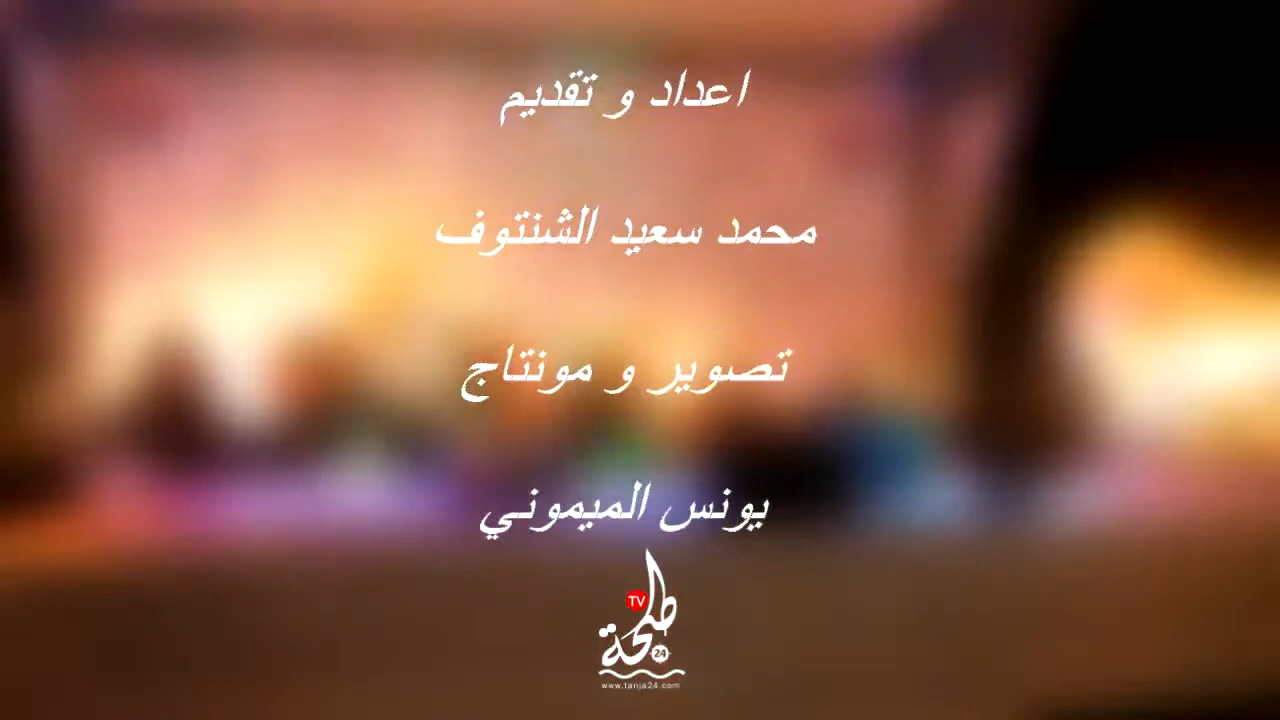 اعداد و تقديم
محمد سعيد الشنتوف
تصوير و مونتاج
يونس الميموني
TV
طنجة
24
www.tanja24.com